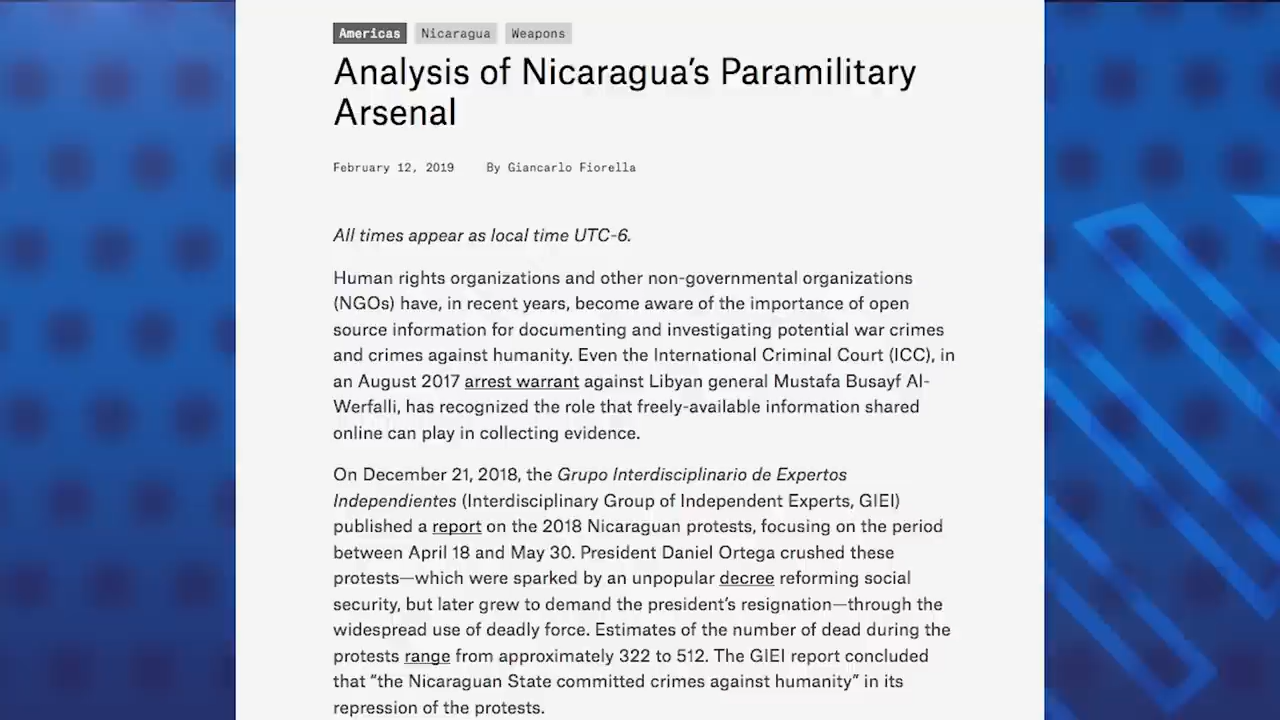 Americas Nicaragua Weapons
Analysis of Nicaragua’s Paramilitary
Arsenal
February 12, 2019 By Giancarlo Fiorella
All times appear as local time UTC-6.
Human rights organizations and other non-governmental organizations
(NGOs) have, in recent years, become aware of the importance of open
source information for documenting and investigating potential war crimes
and crimes against humanity. Even the International Criminal Court (ICC), in
an August 2017 arrest warrant against Libyan general Mustafa Busayf Al-
Werfalli, has recognized the role that freely-available information shared
online can play in collecting evidence.
On December 21, 2018, the Grupo Interdisciplinario de Expertos
Independientes (Interdisciplinary Group of Independent Experts, GIEI)
published a report on the 2018 Nicaraguan protests, focusing on the period
between April 18 and May 30. President Daniel Ortega crushed these
protests—which were sparked by an unpopular decree reforming social
security, but later grew to demand the president’s resignation—through the
widespread use of deadly force. Estimates of the number of dead during the
protests range from approximately 322 to 512. The GIEI report concluded
that “the Nicaraguan State committed crimes against humanity” in its
repression of the protests.